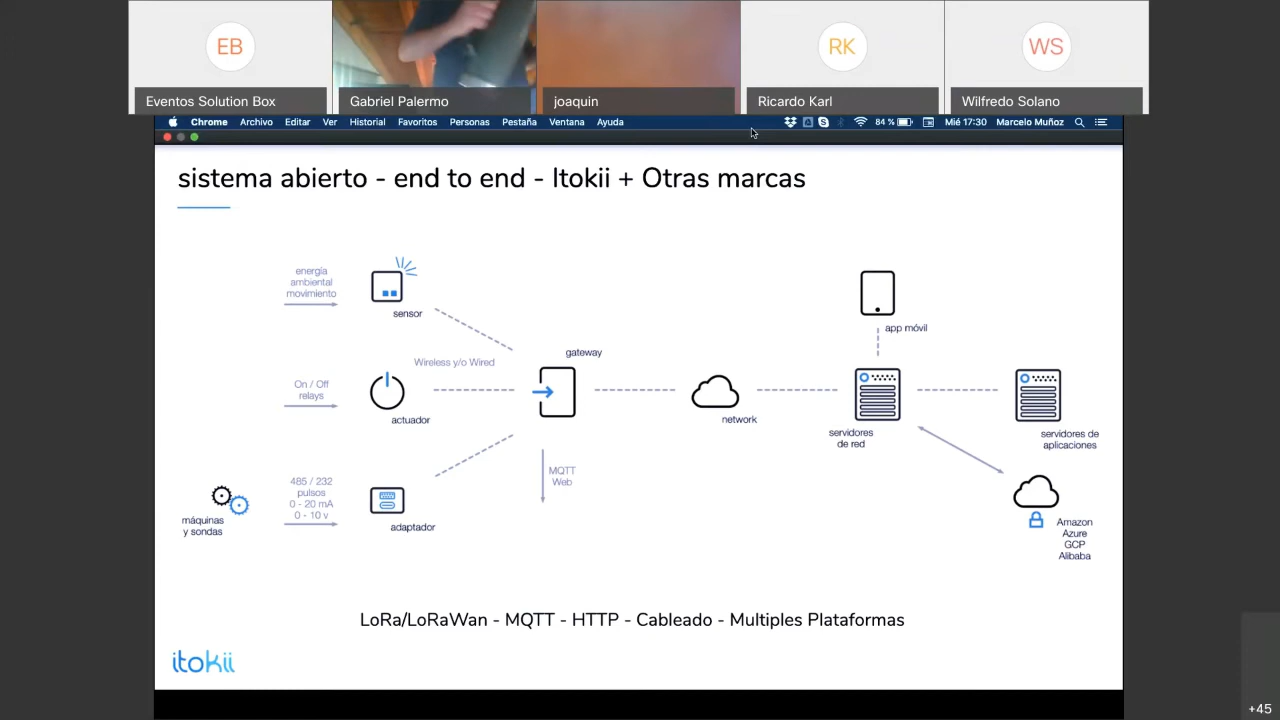 EB
RK
WS
Eventos Solution Box
Gabriel Palermo
joaquin
Ricardo Karl
Wilfredo Solano
Chrome Archivo Editar Ver Historial Favoritos Personas Pestaña Ventana Ayuda 84 % Mié 17:30 Marcelo Muñoz
sistema abierto - end to end - Itokii + Otras marcas
energía
ambiental
movimiento
sensor
app móvil
gateway
Wireless y/o Wired
On / Off
relays
actuador
network
servidores
de red
servidores de
aplicaciones
MQTT
Web
485 / 232
pulsos
0 - 20 mA
0 - 10 v
máquinas
y sondas
adaptador
Amazon
Azure
GCP
Alibaba
LoRa/LoRaWan - MQTT - HTTP - Cableado - Multiples Plataformas
itokii
+45